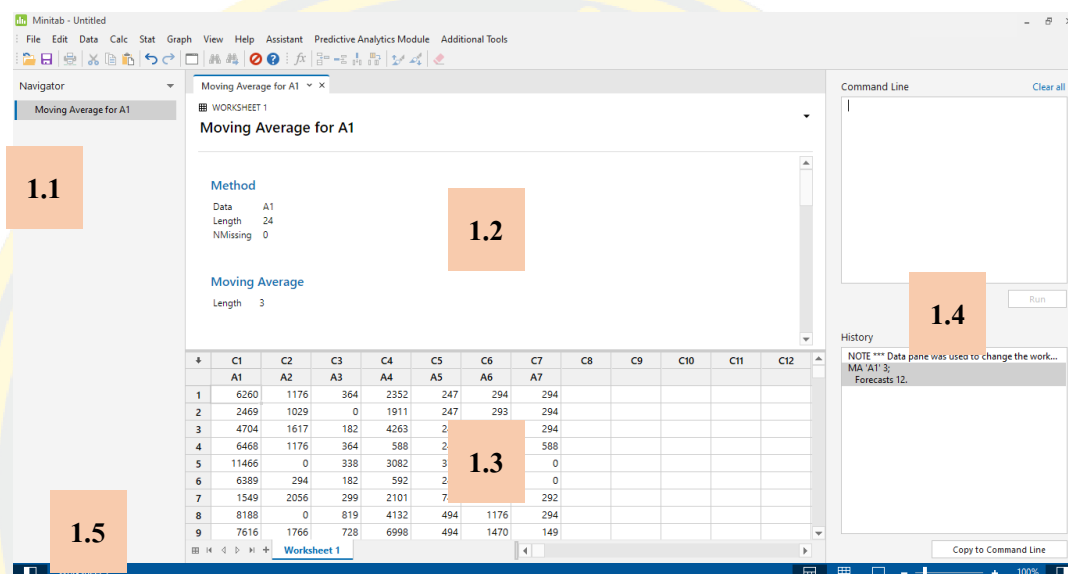 Minitab - Untitled
File Edit Data Calc Stat Graph View Help Assistant Predictive Analytics Module Additional Tools
Navigator
Moving Average for A1
1.1
Moving Average for A1
WORKSHEET 1
Moving Average for A1
Method
Data A1
Length 24
NMissing 0
1.2
Moving Average
Length 3
C1 C2 C3 C4 C5 C6 C7 C8 C9 C10 C11 C12
A1 A2 A3 A4 A5 A6 A7
1 6260 1176 364 2352 247 294 294
2 2469 1029 0 1911 247 293 294
3 4704 1617 182 4263 294
4 6468 1176 364 588 588
5 11466 0 338 3082 0
6 6389 294 182 592 0
7 1549 2056 299 2101 292
8 8188 0 819 4132 494 1176 294
9 7616 1766 728 6998 494 1470 149
1.3
Worksheet 1
1.5
Command Line Clear all
Run
1.4
History
NOTE *** Data pane was used to change the work...
MA 'A1' 3;
Forecasts 12.
Copy to Command Line
100%